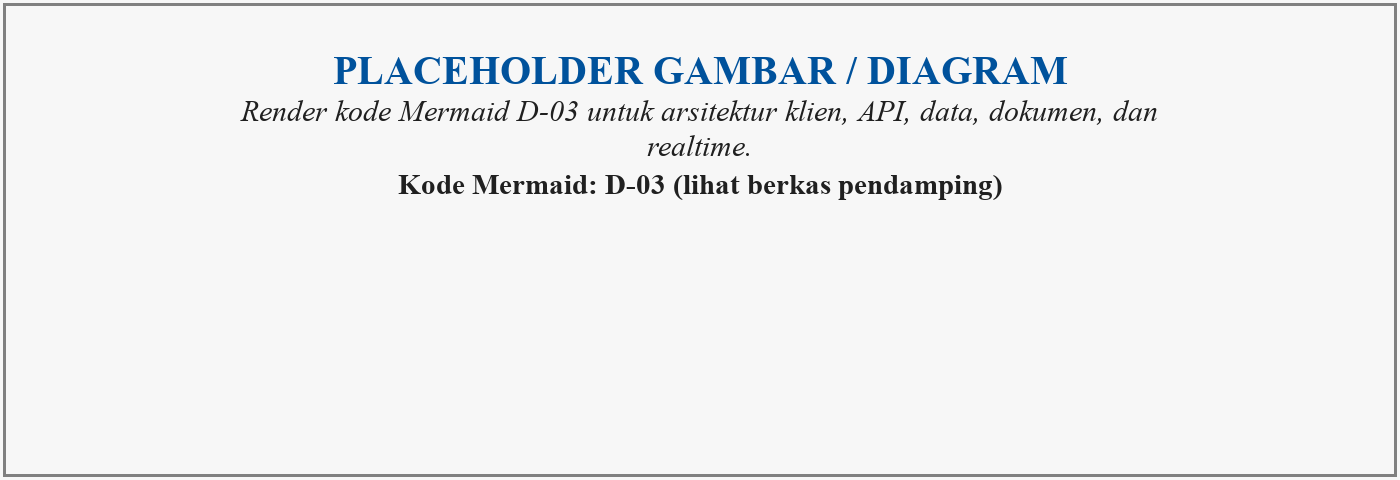 PLACEHOLDER GAMBAR / DIAGRAM
Render kode Mermaid D-03 untuk arsitektur klien, API, data, dokumen, dan
realtime.
Kode Mermaid: D-03 (lihat berkas pendamping)